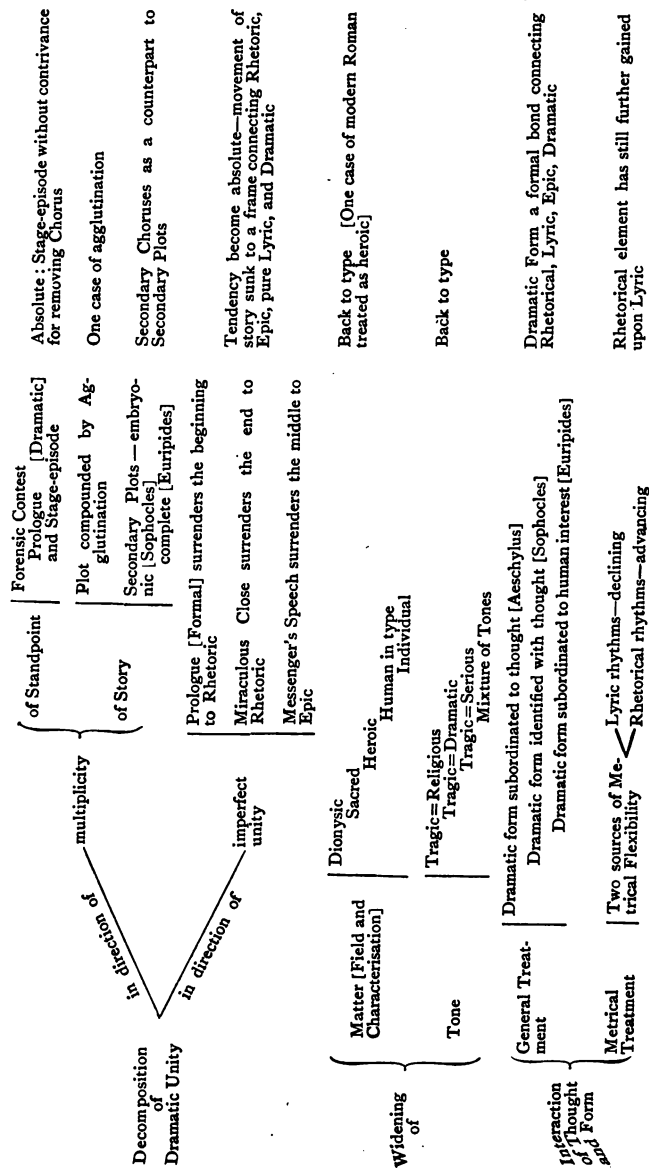 Decomposition
of
Dramatic Unity
in direction of
multiplicity
of Standpoint
Forensic Contest
Prologue [Dramatic]
and Stage-episode
Absolute : Stage-episode without contrivance
for removing Chorus
of Story
Plot compounded by Ag-
glutination
One case of agglutination
Secondary Plots—embryo-
nic [Sophocles]
complete [Euripides]
Secondary Choruses as a counterpart to
Secondary Plots
in direction of
imperfect
unity
Prologue [Formal] surrenders the beginning
to Rhetoric
Miraculous Close surrenders the end to
Rhetoric
Messenger's Speech surrenders the middle to
Epic
Tendency become absolute—movement of
story sunk to a frame connecting Rhetoric,
Epic, pure Lyric, and Dramatic
Widening
of
Matter [Field and
Characterisation]
Dionysic
Sacred
Heroic
Human in type
Individual
Back to type [One case of modern Roman
treated as heroic]
Tone
Tragic=Religious
Tragic=Dramatic
Tragic=Serious
Mixture of Tones
Back to type
Interaction
of Thought
and Form
General Treat-
ment
Dramatic form subordinated to thought [Aeschylus]
Dramatic form identified with thought [Sophocles]
Dramatic form subordinated to human interest [Euripides]
Dramatic Form a formal bond connecting
Rhetorical, Lyric, Epic, Dramatic
Metrical
Treatment
Two sources of Me-
trical Flexibility
Lyric rhythms—declining
Rhetorical rhythms—advancing
Rhetorical element has still further gained
upon Lyric